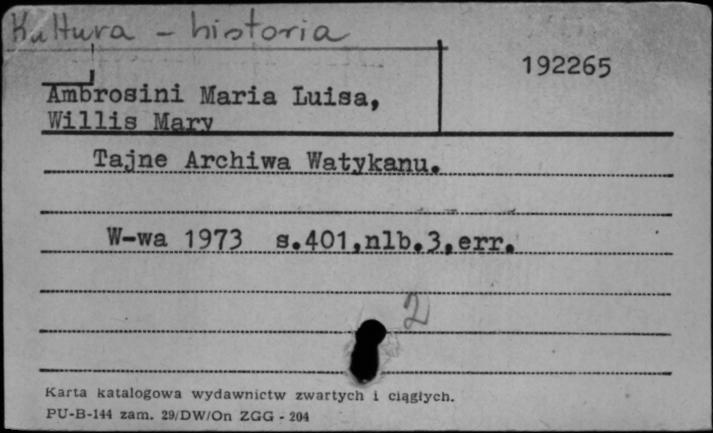 Kultura - historia
192265
Ambrosini Maria Luisa,
Willis Mary
Tajne Archiwa Watykanu.
W-wa 1973 s.401,nlb.3,err.
2
Karta katalogowa wydawnictw zwartych i ciągłych.
PU-B-144 zam. 29/DW/On ZGG - 204